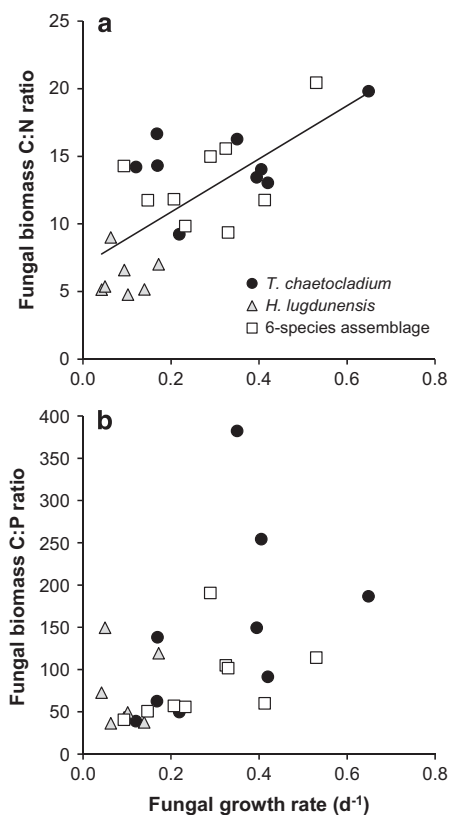 a
Fungal biomass C:N ratio
25
20
15
10
5
0
T. chaetocladium
H. lugdunensis
6-species assemblage
0.0 0.2 0.4 0.6 0.8
b
Fungal biomass C:P ratio
400
350
300
250
200
150
100
50
0
0.0 0.2 0.4 0.6 0.8
Fungal growth rate (d-1)